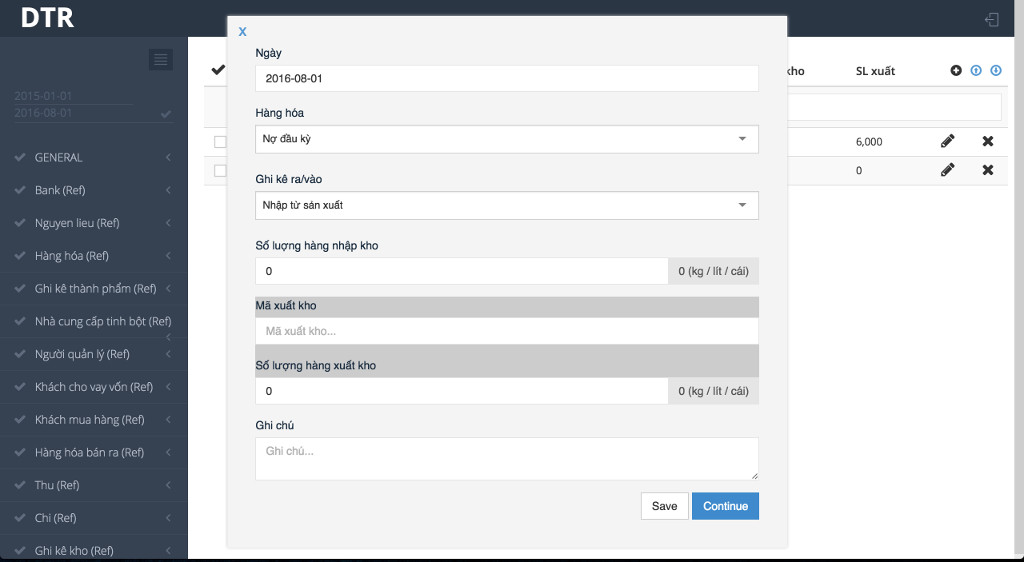 DTR
2015-01-01
2016-08-01
GENERAL
Bank (Ref)
Nguyen lieu (Ref)
Hàng hóa (Ref)
Ghi kê thành phẩm (Ref)
Nhà cung cấp tinh bột (Ref)
Người quản lý (Ref)
Khách cho vay vốn (Ref)
Khách mua hàng (Ref)
Hàng hóa bán ra (Ref)
Thu (Ref)
Chi (Ref)
Ghi kê kho (Ref)
X
Ngày
2016-08-01
Hàng hóa
Nợ đầu kỳ
Ghi kê ra/vào
Nhập từ sản xuất
Số lượng hàng nhập kho
0 0 (kg / lít / cái)
Mã xuất kho
Mã xuất kho...
Số lượng hàng xuất kho
0 0 (kg / lít / cái)
Ghi chú
Ghi chú...
Save Continue
kho SL xuất
6,000
0